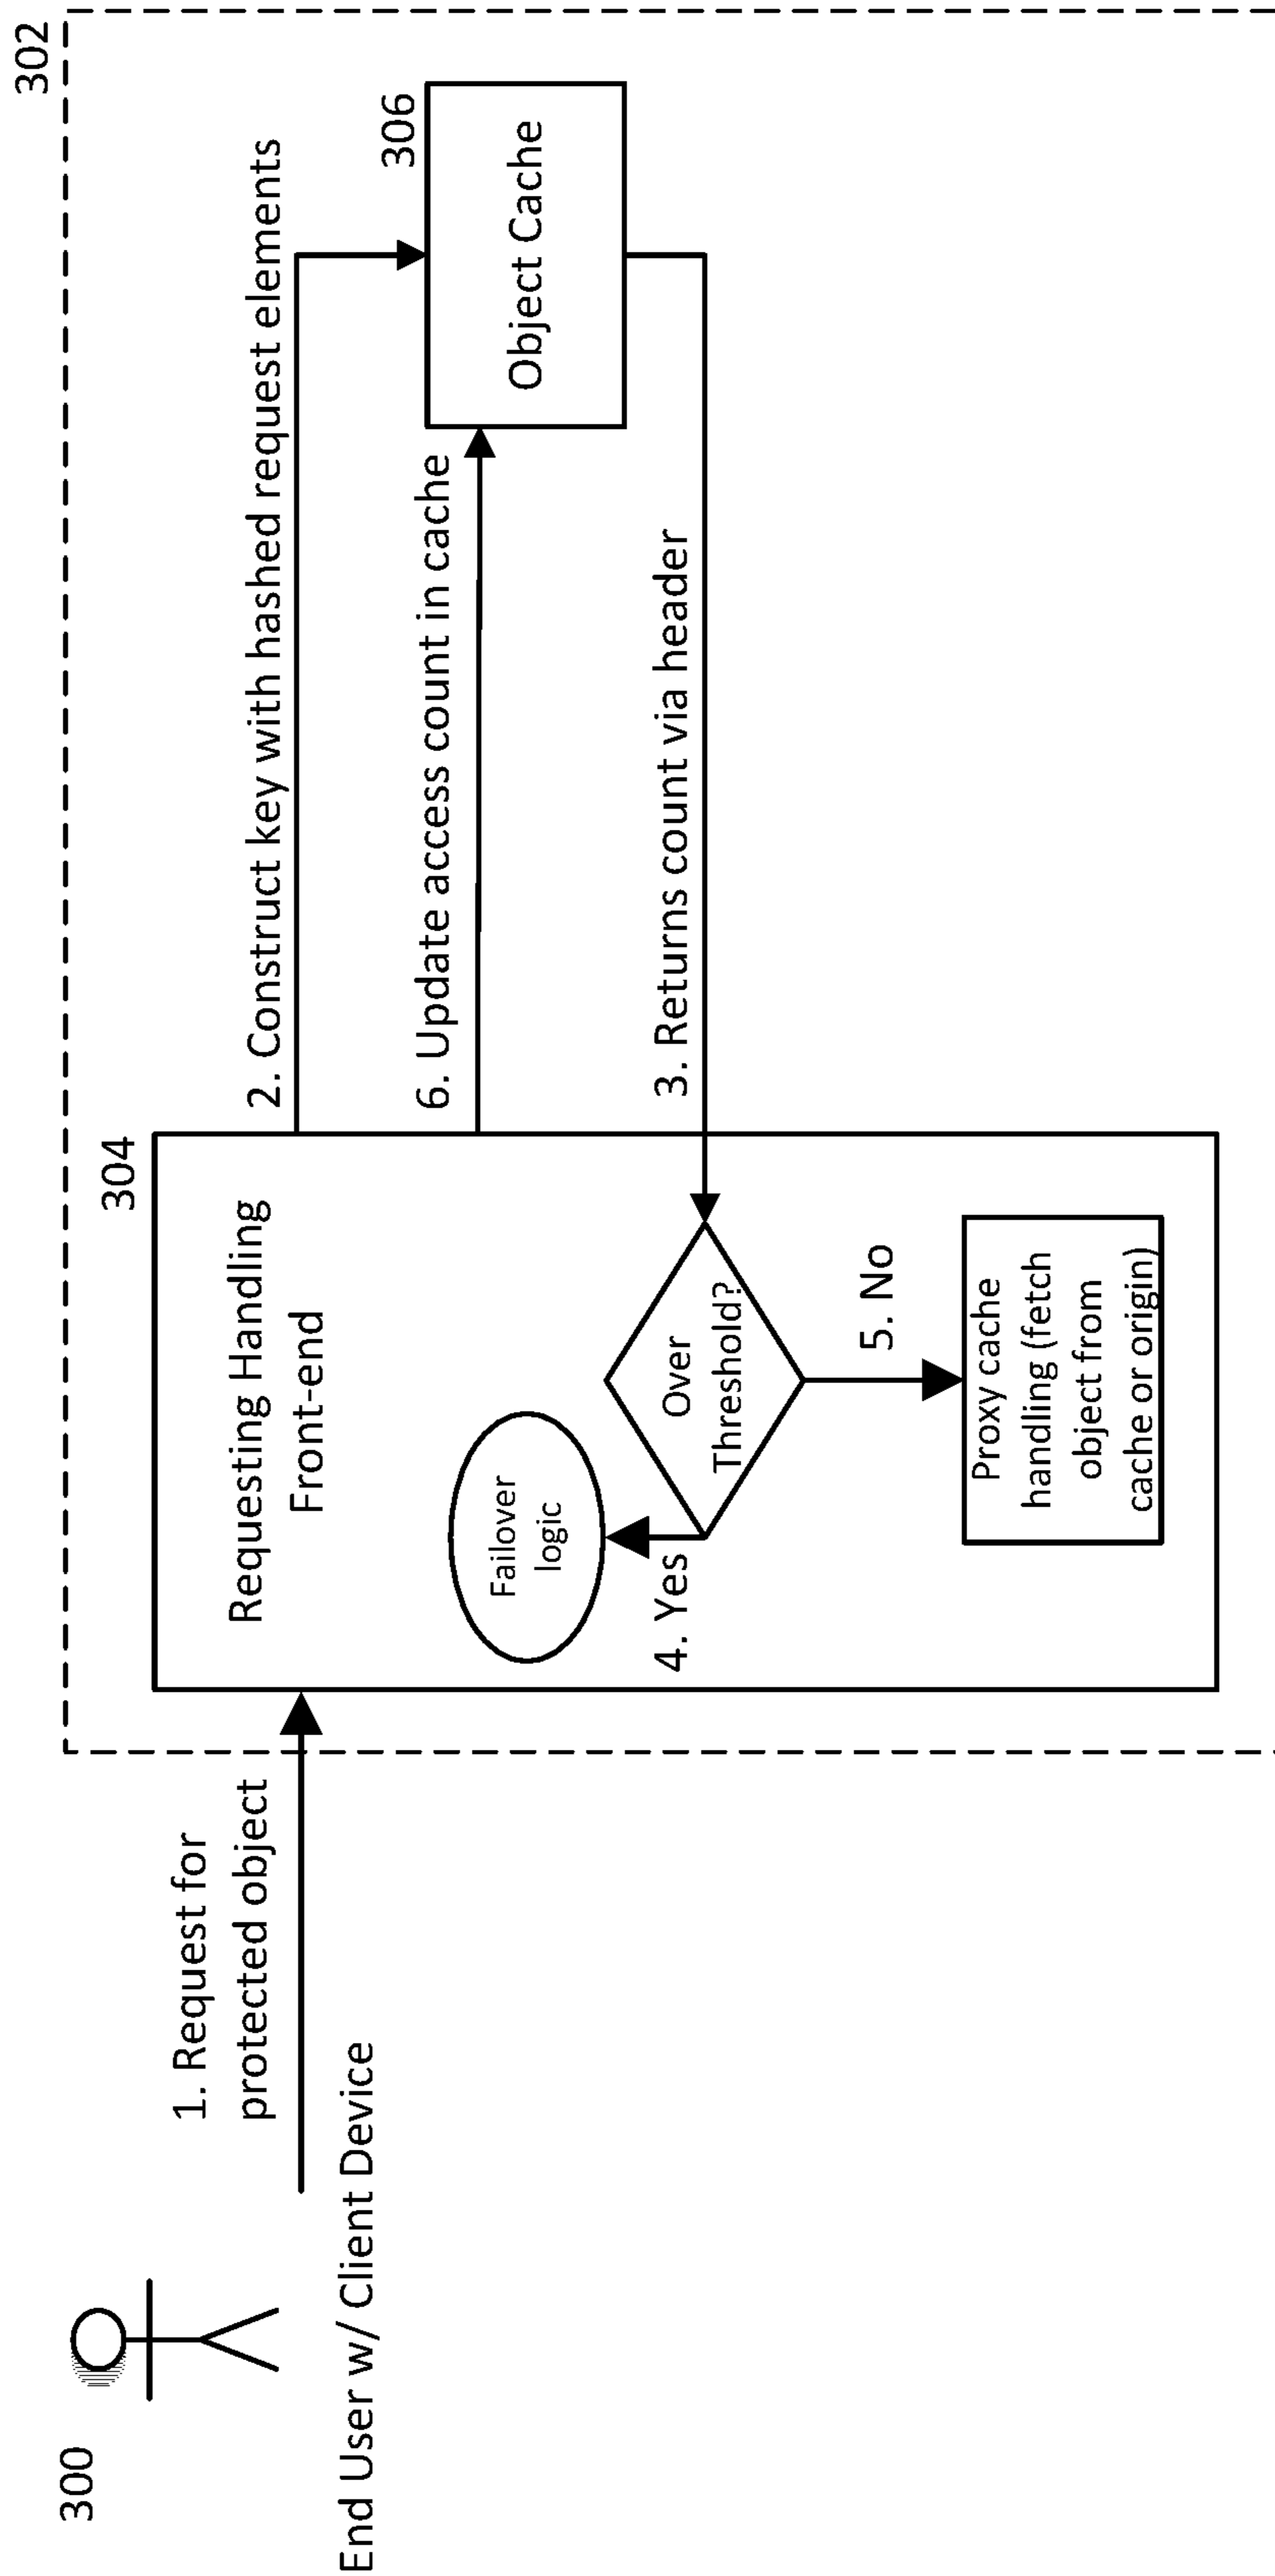 300
End User w/ Client Device
1. Request for
protected object
302
304
Requesting Handling
Front-end
Failover
logic
4. Yes
Over
Threshold?
5. No
Proxy cache
handling (fetch
object from
cache or origin)
2. Construct key with hashed request elements
6. Update access count in cache
3. Returns count via header
306
Object Cache